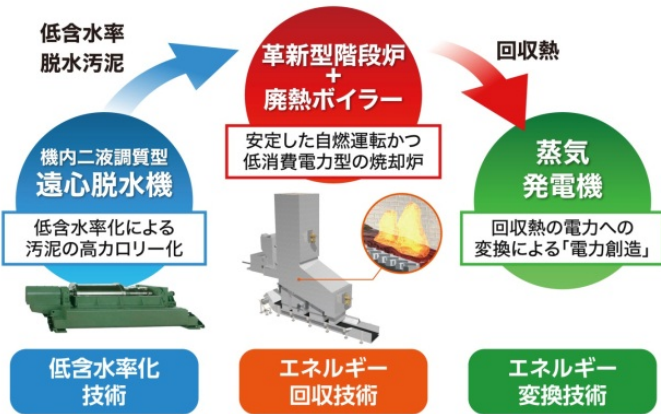 低含水率
脱水汚泥
革新型階段炉
+
廃熱ボイラー
回収熱
安定した自燃運転かつ
低消費電力型の焼却炉
機内二液調質型
遠心脱水機
低含水率化による
汚泥の高カロリー化
蒸気
発電機
回収熱の電力への
変換による「電力創造」
低含水率化
技術
エネルギー
回収技術
エネルギー
変換技術